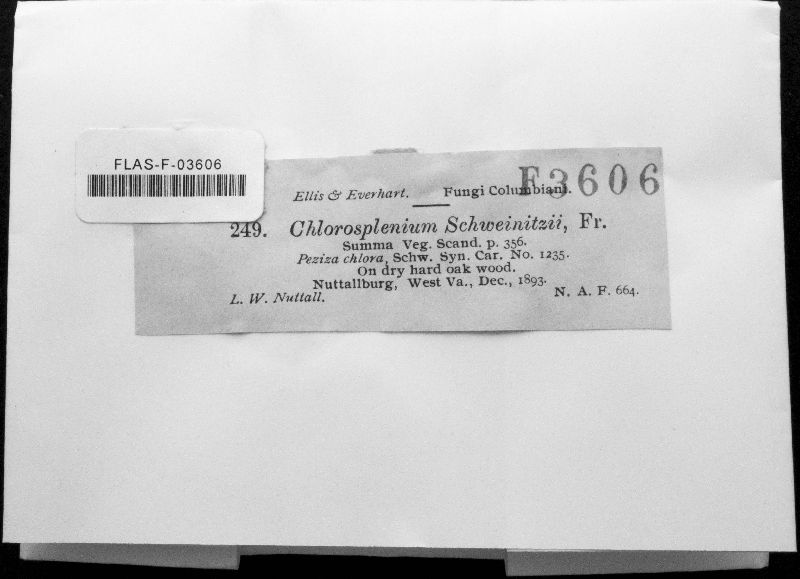 FLAS-F-03606
F3606
Ellis & Everhart. Fungi Columbiani.
249. Chlorosplenium Schweinitzii, Fr.
Summa Veg. Scand. p. 356.
Peziza chlora, Schw. Syn. Car. No. 1235.
On dry hard oak wood.
Nuttallburg, West Va., Dec., 1893.
L. W. Nuttall. N. A. F. 664.